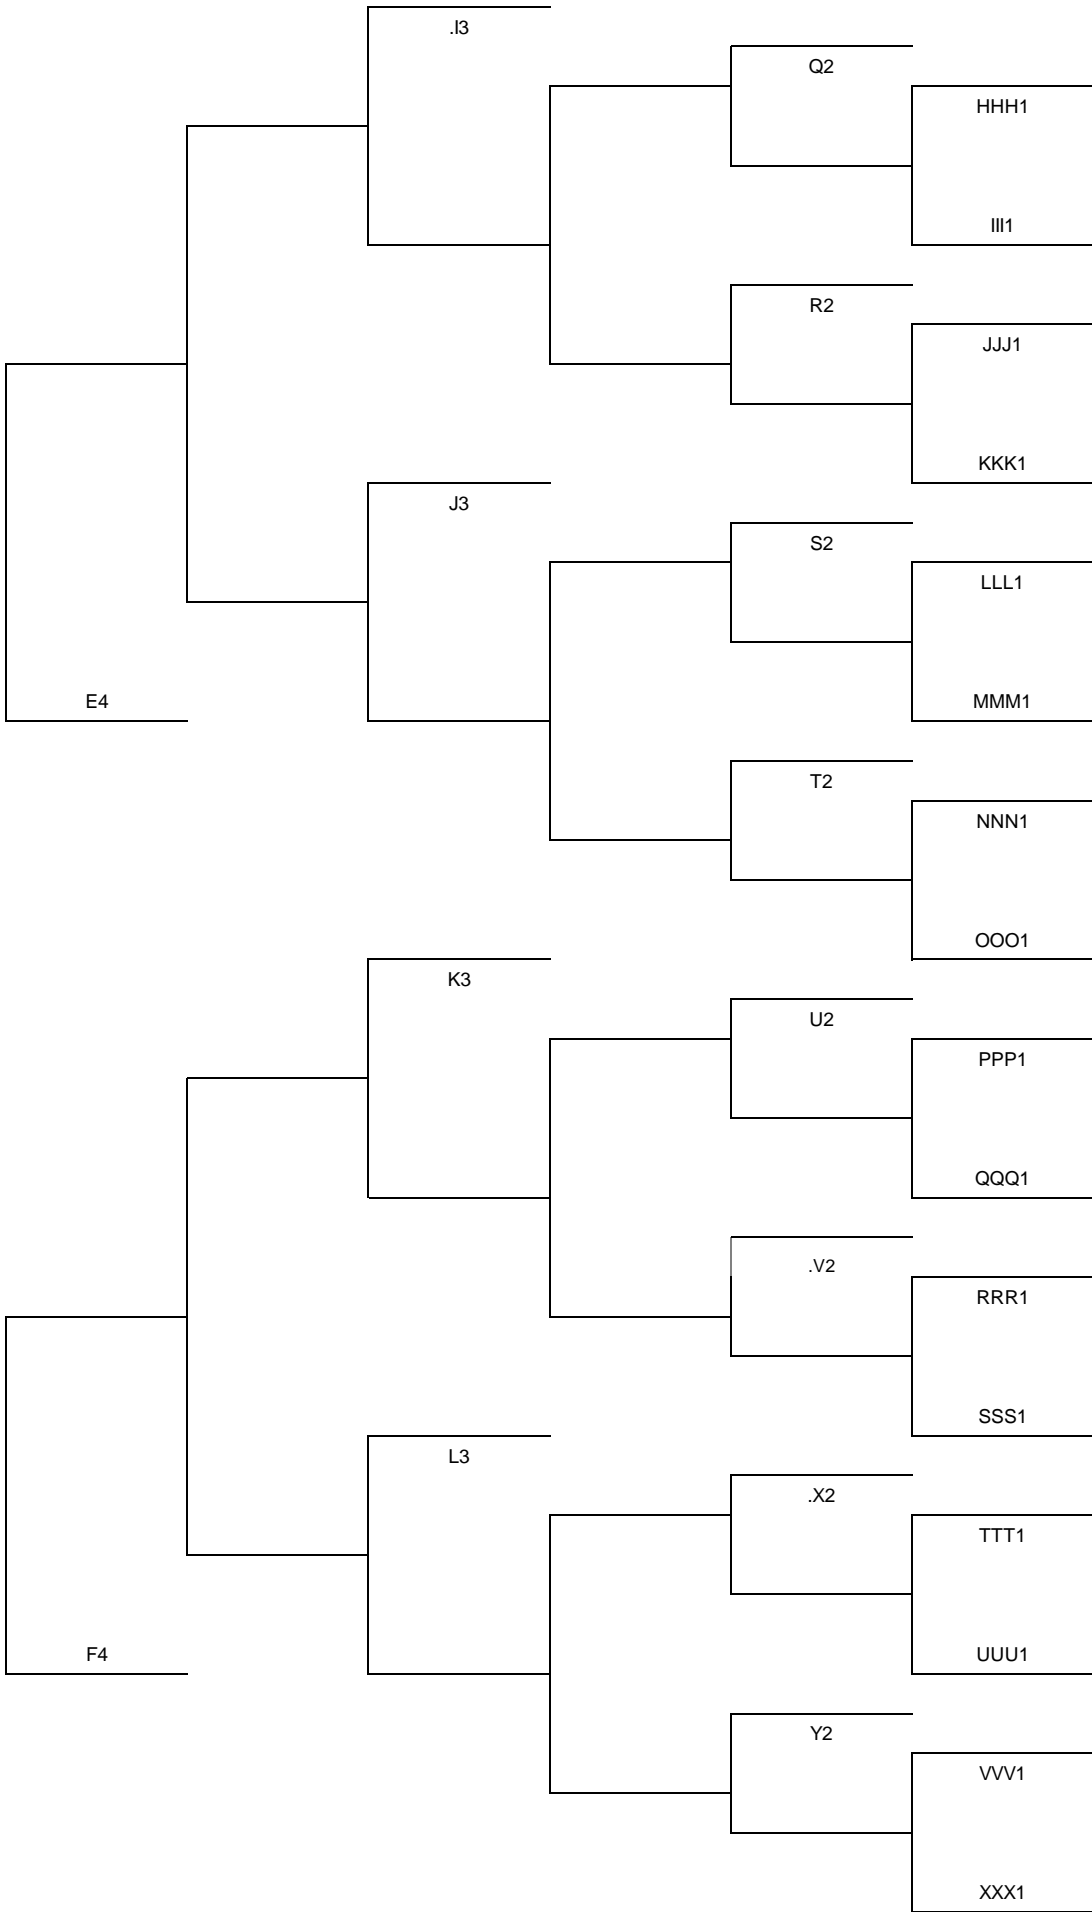 .I3
Q2
HHH1
III1
R2
JJJ1
KKK1
J3
S2
LLL1
E4
MMM1
T2
NNN1
OOO1
K3
U2
PPP1
QQQ1
.V2
RRR1
SSS1
L3
.X2
TTT1
F4
UUU1
Y2
VVV1
XXX1